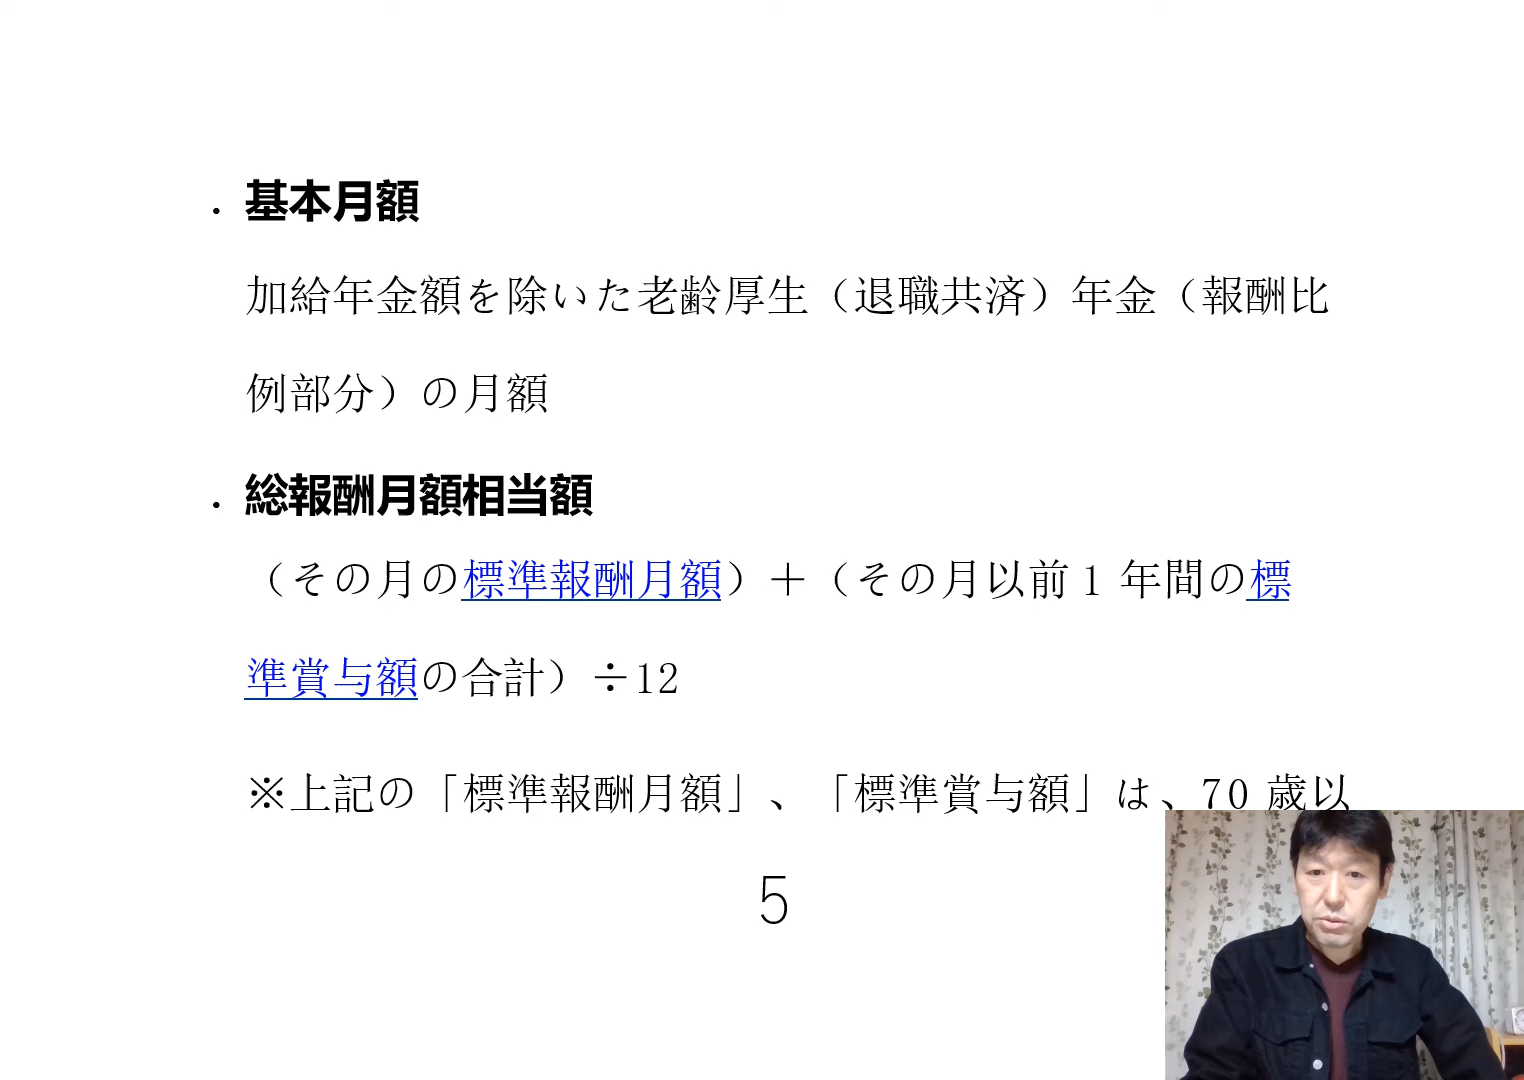 . 基本月額
加給年金額を除いた老齢厚生（退職共済）年金（報酬比
例部分）の月額
. 総報酬月額相当額
（その月の標準報酬月額）＋（その月以前1 年間の標
準賞与額の合計）÷12
※上記の「標準報酬月額」、「標準賞与額」は、70 歳以
5